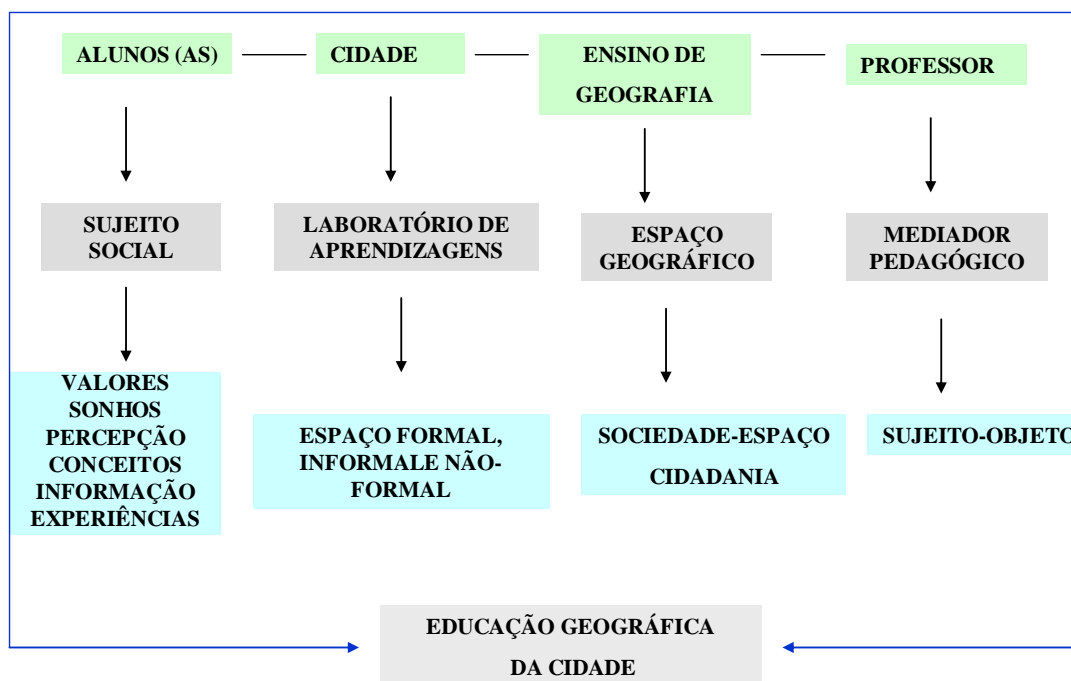 ALUNOS (AS)
CIDADE
ENSINO DE
GEOGRAFIA
PROFESSOR
SUJEITO
SOCIAL
LABORATÓRIO DE
APRENDIZAGENS
ESPAÇO
GEOGRÁFICO
MEDIADOR
PEDAGÓGICO
VALORES
SONHOS
PERCEPÇÃO
CONCEITOS
INFORMAÇÃO
EXPERIÊNCIAS
ESPAÇO FORMAL,
INFORMALE NÃO-
FORMAL
SOCIEDADE-ESPAÇO
CIDADANIA
SUJEITO-OBJETO
EDUCAÇÃO GEOGRÁFICA
DA CIDADE